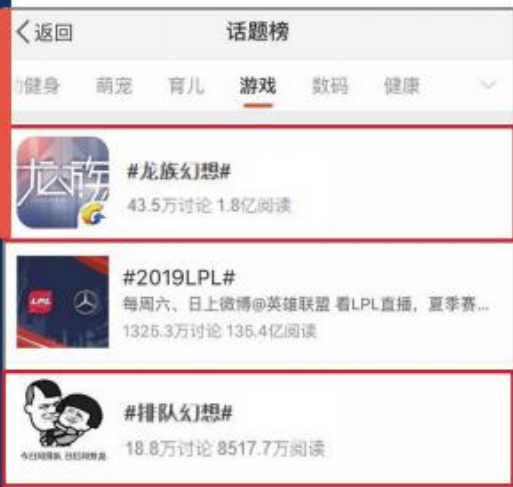 返回
话题榜
健身 萌宠 育儿 游戏 数码 健康
龙族
#龙族幻想#
43.5万讨论 1.8亿阅读
#2019LPL#
LPL
每周六、日上微博@英雄联盟 看LPL直播，夏季赛...
1325.3万讨论 135.4亿阅读
#排队幻想#
18.8万讨论 8517.7万阅读